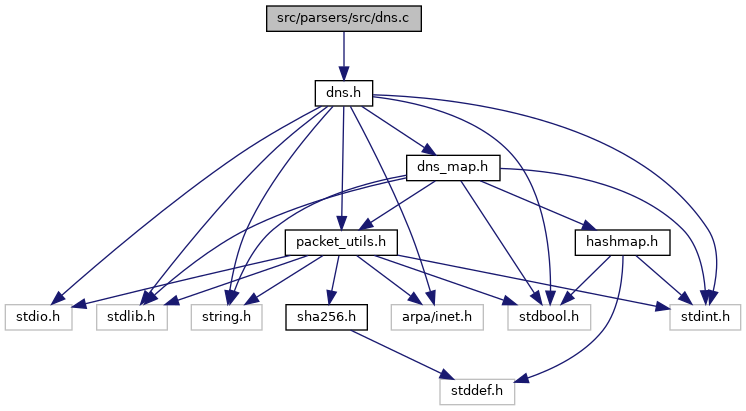 src/parsers/src/dns.c
dns.h
dns_map.h
packet_utils.h
hashmap.h
stdio.h
stdlib.h
string.h
sha256.h
arpa/inet.h
stdbool.h
stdint.h
stddef.h